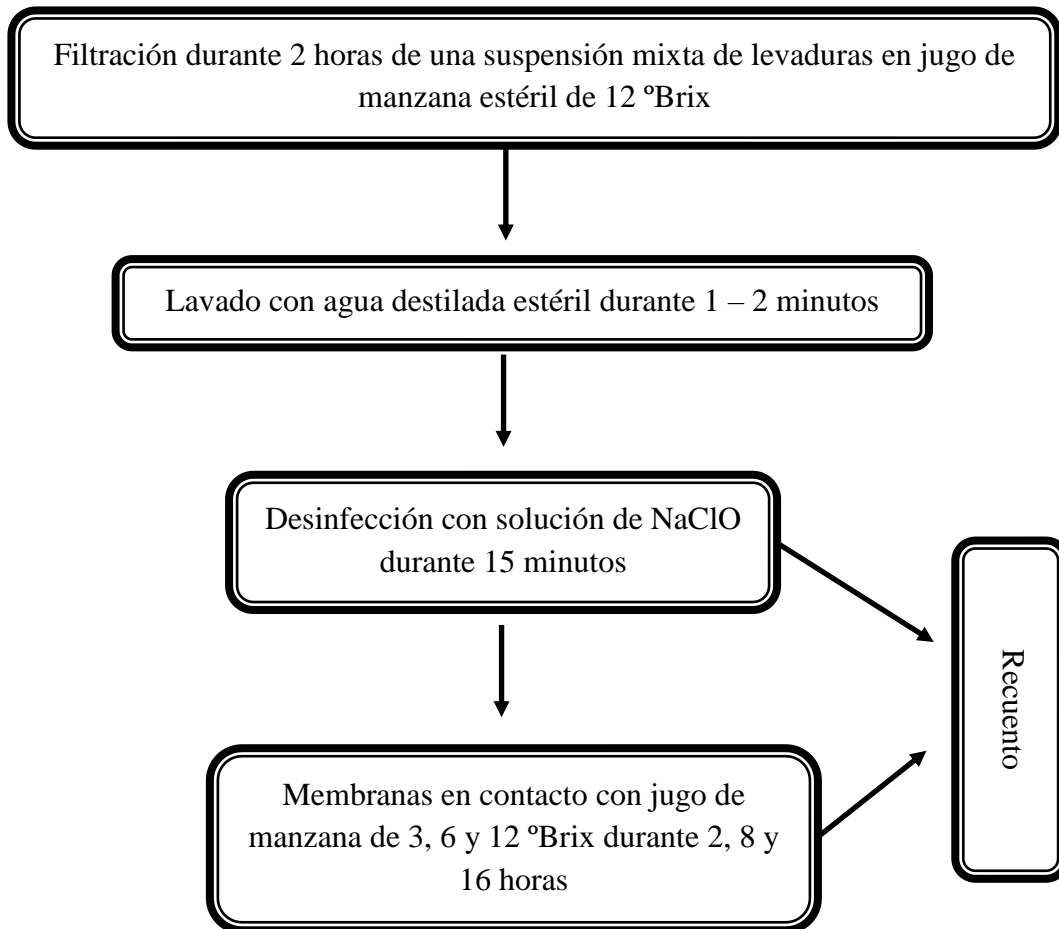 Filtración durante 2 horas de una suspensión mixta de levaduras en jugo de
manzana estéril de 12 ºBrix
Lavado con agua destilada estéril durante 1 – 2 minutos
Desinfección con solución de NaClO
durante 15 minutos
Recuento
Membranas en contacto con jugo de
manzana de 3, 6 y 12 ºBrix durante 2, 8 y
16 horas